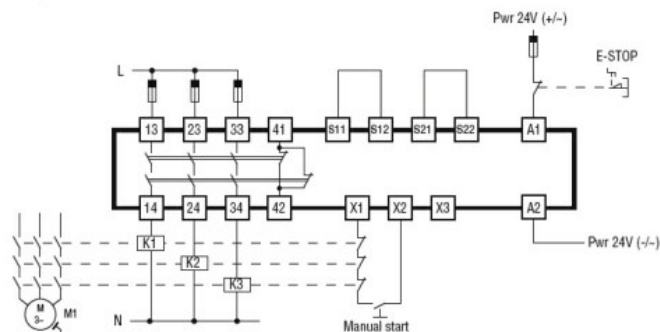 Pwr 24V (+/~)
E-STOP
L
13 23 33 41 S11 S12 S21 S22 A1
14 24 34 42 X1 X2 X3 A2
K1
Pwr 24V (-/~)
K2
K3
M
3~
M1
N
Manual start